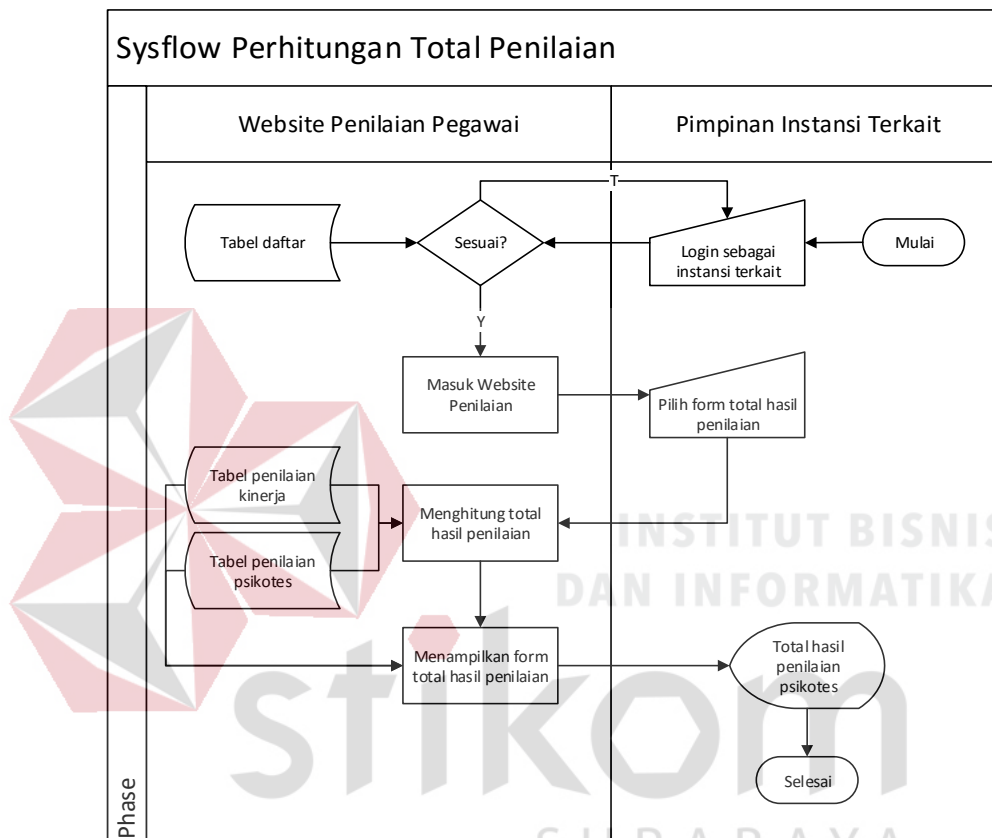 Sysflow Perhitungan Total Penilaian
Website Penilaian Pegawai
Pimpinan Instansi Terkait
T
Tabel daftar
Sesuai?
Login sebagai
instansi terkait
Mulai
Y
Masuk Website
Penilaian
Pilih form total hasil
penilaian
Tabel penilaian
kinerja
Menghitung total
hasil penilaian
Tabel penilaian
psikotes
INSTITUT BISNIS
DAN INFORMATIKA
Menampilkan form
total hasil penilaian
Total hasil
penilaian
psikotes
stikom
Selesai
SURABAYA
Phase